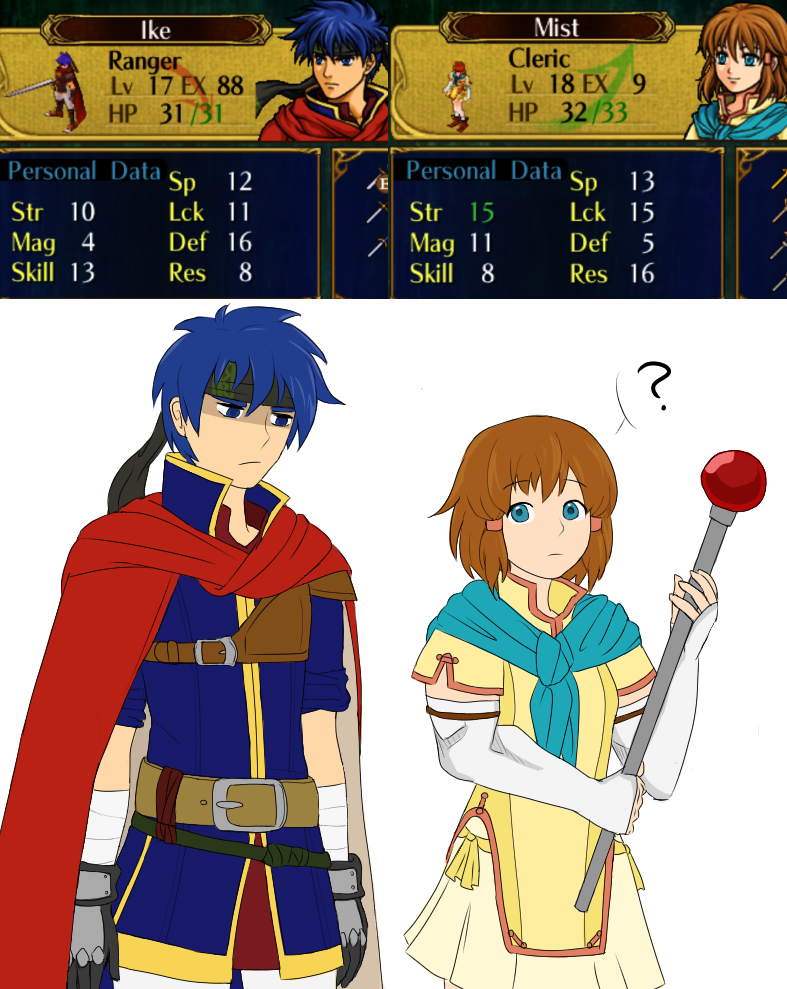 Ike
Ranger
Lv 17 EX 88
HP 31/31
Personal Data
Sp 12
Str 10
Lck 11
Mag 4
Def 16
Skill 13
Res 8
E
Mist
Cleric
Lv 18 EX 9
HP 32/33
Personal Data
Sp 13
Str 15
Lck 15
Mag 11
Def 5
Skill 8
Res 16
?